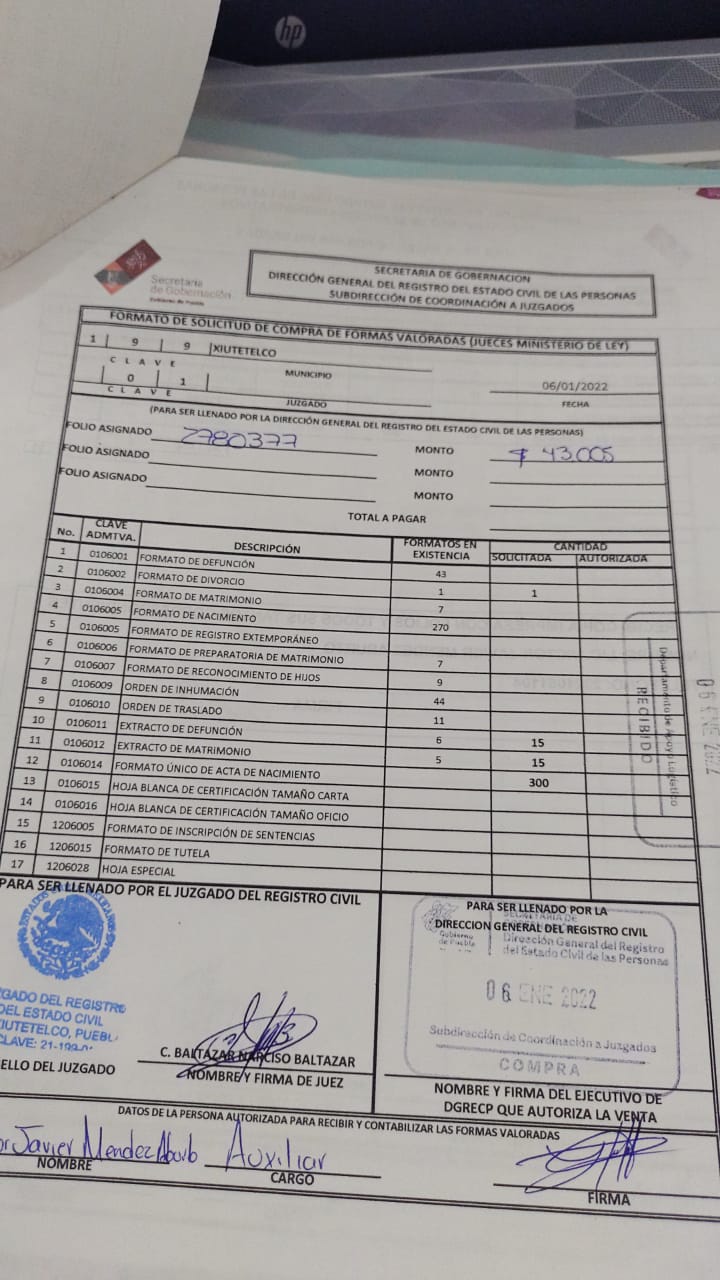 hp
Secretaría
de Gobernación
Gobierno de Puebla
SECRETARIA DE GOBERNACION
DIRECCIÓN GENERAL DEL REGISTRO DEL ESTADO CIVIL DE LAS PERSONAS
SUBDIRECCIÓN DE COORDINACIÓN A JUZGADOS
FORMATO DE SOLICITUD DE COMPRA DE FORMAS VALORADAS (JUECES MINISTERIO DE LEY)
1 9 9 XIUTETELCO
CLAVE MUNICIPIO
0 1 06/01/2022
CLAVE JUZGADO FECHA
(PARA SER LLENADO POR LA DIRECCIÓN GENERAL DEL REGISTRO DEL ESTADO CIVIL DE LAS PERSONAS)
FOLIO ASIGNADO 2780377 MONTO $ 43,005
FOLIO ASIGNADO MONTO
FOLIO ASIGNADO MONTO
TOTAL A PAGAR
No. CLAVE ADMTVA. DESCRIPCIÓN FORMATOS EN EXISTENCIA CANTIDAD
SOLICITADA AUTORIZADA
1 0106001 FORMATO DE DEFUNCIÓN 43
2 0106002 FORMATO DE DIVORCIO 1 1
3 0106004 FORMATO DE MATRIMONIO 7
4 0106005 FORMATO DE NACIMIENTO 270
5 0106005 FORMATO DE REGISTRO EXTEMPORÁNEO
6 0106006 FORMATO DE PREPARATORIA DE MATRIMONIO 7
7 0106007 FORMATO DE RECONOCIMIENTO DE HIJOS 9
8 0106009 ORDEN DE INHUMACIÓN 44
9 0106010 ORDEN DE TRASLADO 11
10 0106011 EXTRACTO DE DEFUNCIÓN 6 15
11 0106012 EXTRACTO DE MATRIMONIO 5 15
12 0106014 FORMATO ÚNICO DE ACTA DE NACIMIENTO 300
13 0106015 HOJA BLANCA DE CERTIFICACIÓN TAMAÑO CARTA
14 0106016 HOJA BLANCA DE CERTIFICACIÓN TAMAÑO OFICIO
15 1206005 FORMATO DE INSCRIPCIÓN DE SENTENCIAS
16 1206015 FORMATO DE TUTELA
17 1206028 HOJA ESPECIAL
Departamento de Apoyo Logístico
RECIBIDO
06 ENE 2022
PARA SER LLENADO POR EL JUZGADO DEL REGISTRO CIVIL
ZGADO DEL REGISTRO
DEL ESTADO CIVIL
XIUTETELCO, PUEBL
CLAVE: 21-199-01
ELLO DEL JUZGADO
C. BALTAZAR NARCISO BALTAZAR
NOMBRE Y FIRMA DE JUEZ
PARA SER LLENADO POR LA
DIRECCION GENERAL DEL REGISTRO CIVIL
Gobierno
de Puebla
Dirección General del Registro
del Estado Civil de las Personas
06 ENE 2022
Subdirección de Coordinación a Juzgados
COMPRA
NOMBRE Y FIRMA DEL EJECUTIVO DE
DGRECP QUE AUTORIZA LA VENTA
DATOS DE LA PERSONA AUTORIZADA PARA RECIBIR Y CONTABILIZAR LAS FORMAS VALORADAS
Javier Mendez Auxiliar
NOMBRE CARGO FIRMA